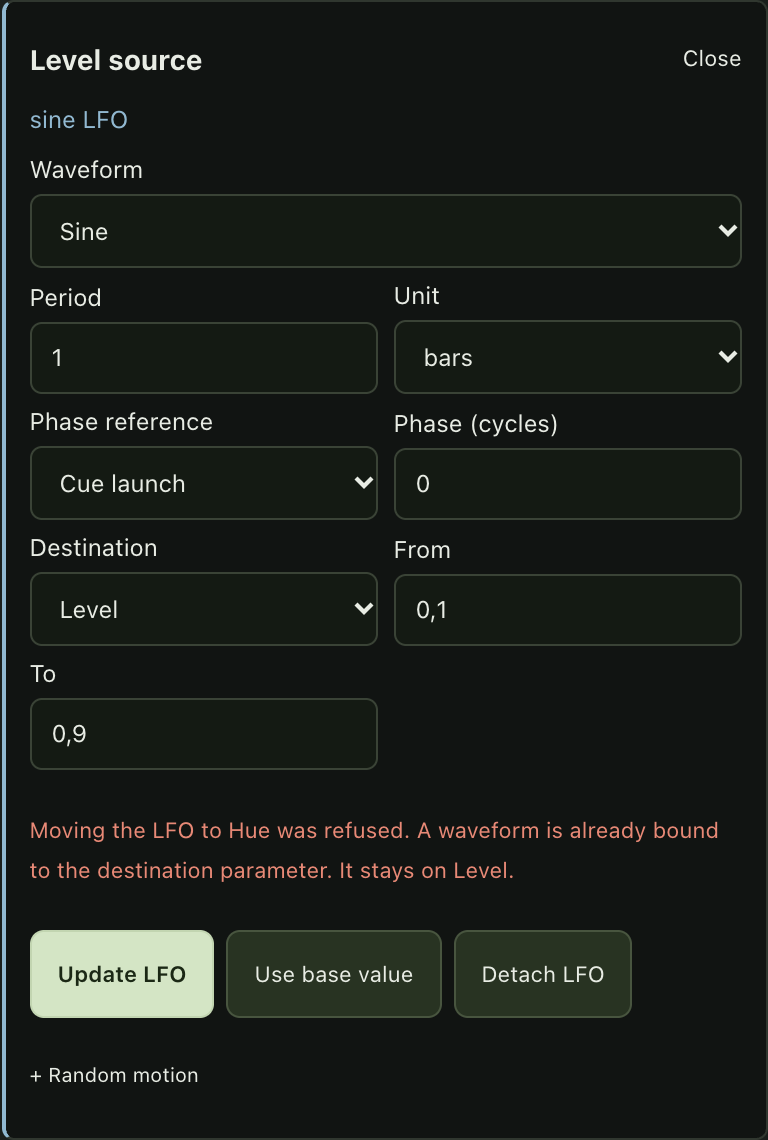 Level source
Close
sine LFO
Waveform
Sine
Period
Unit
1
bars
Phase reference
Phase (cycles)
Cue launch
0
Destination
From
Level
0,1
To
0,9
Moving the LFO to Hue was refused. A waveform is already bound
to the destination parameter. It stays on Level.
Update LFO
Use base value
Detach LFO
+ Random motion